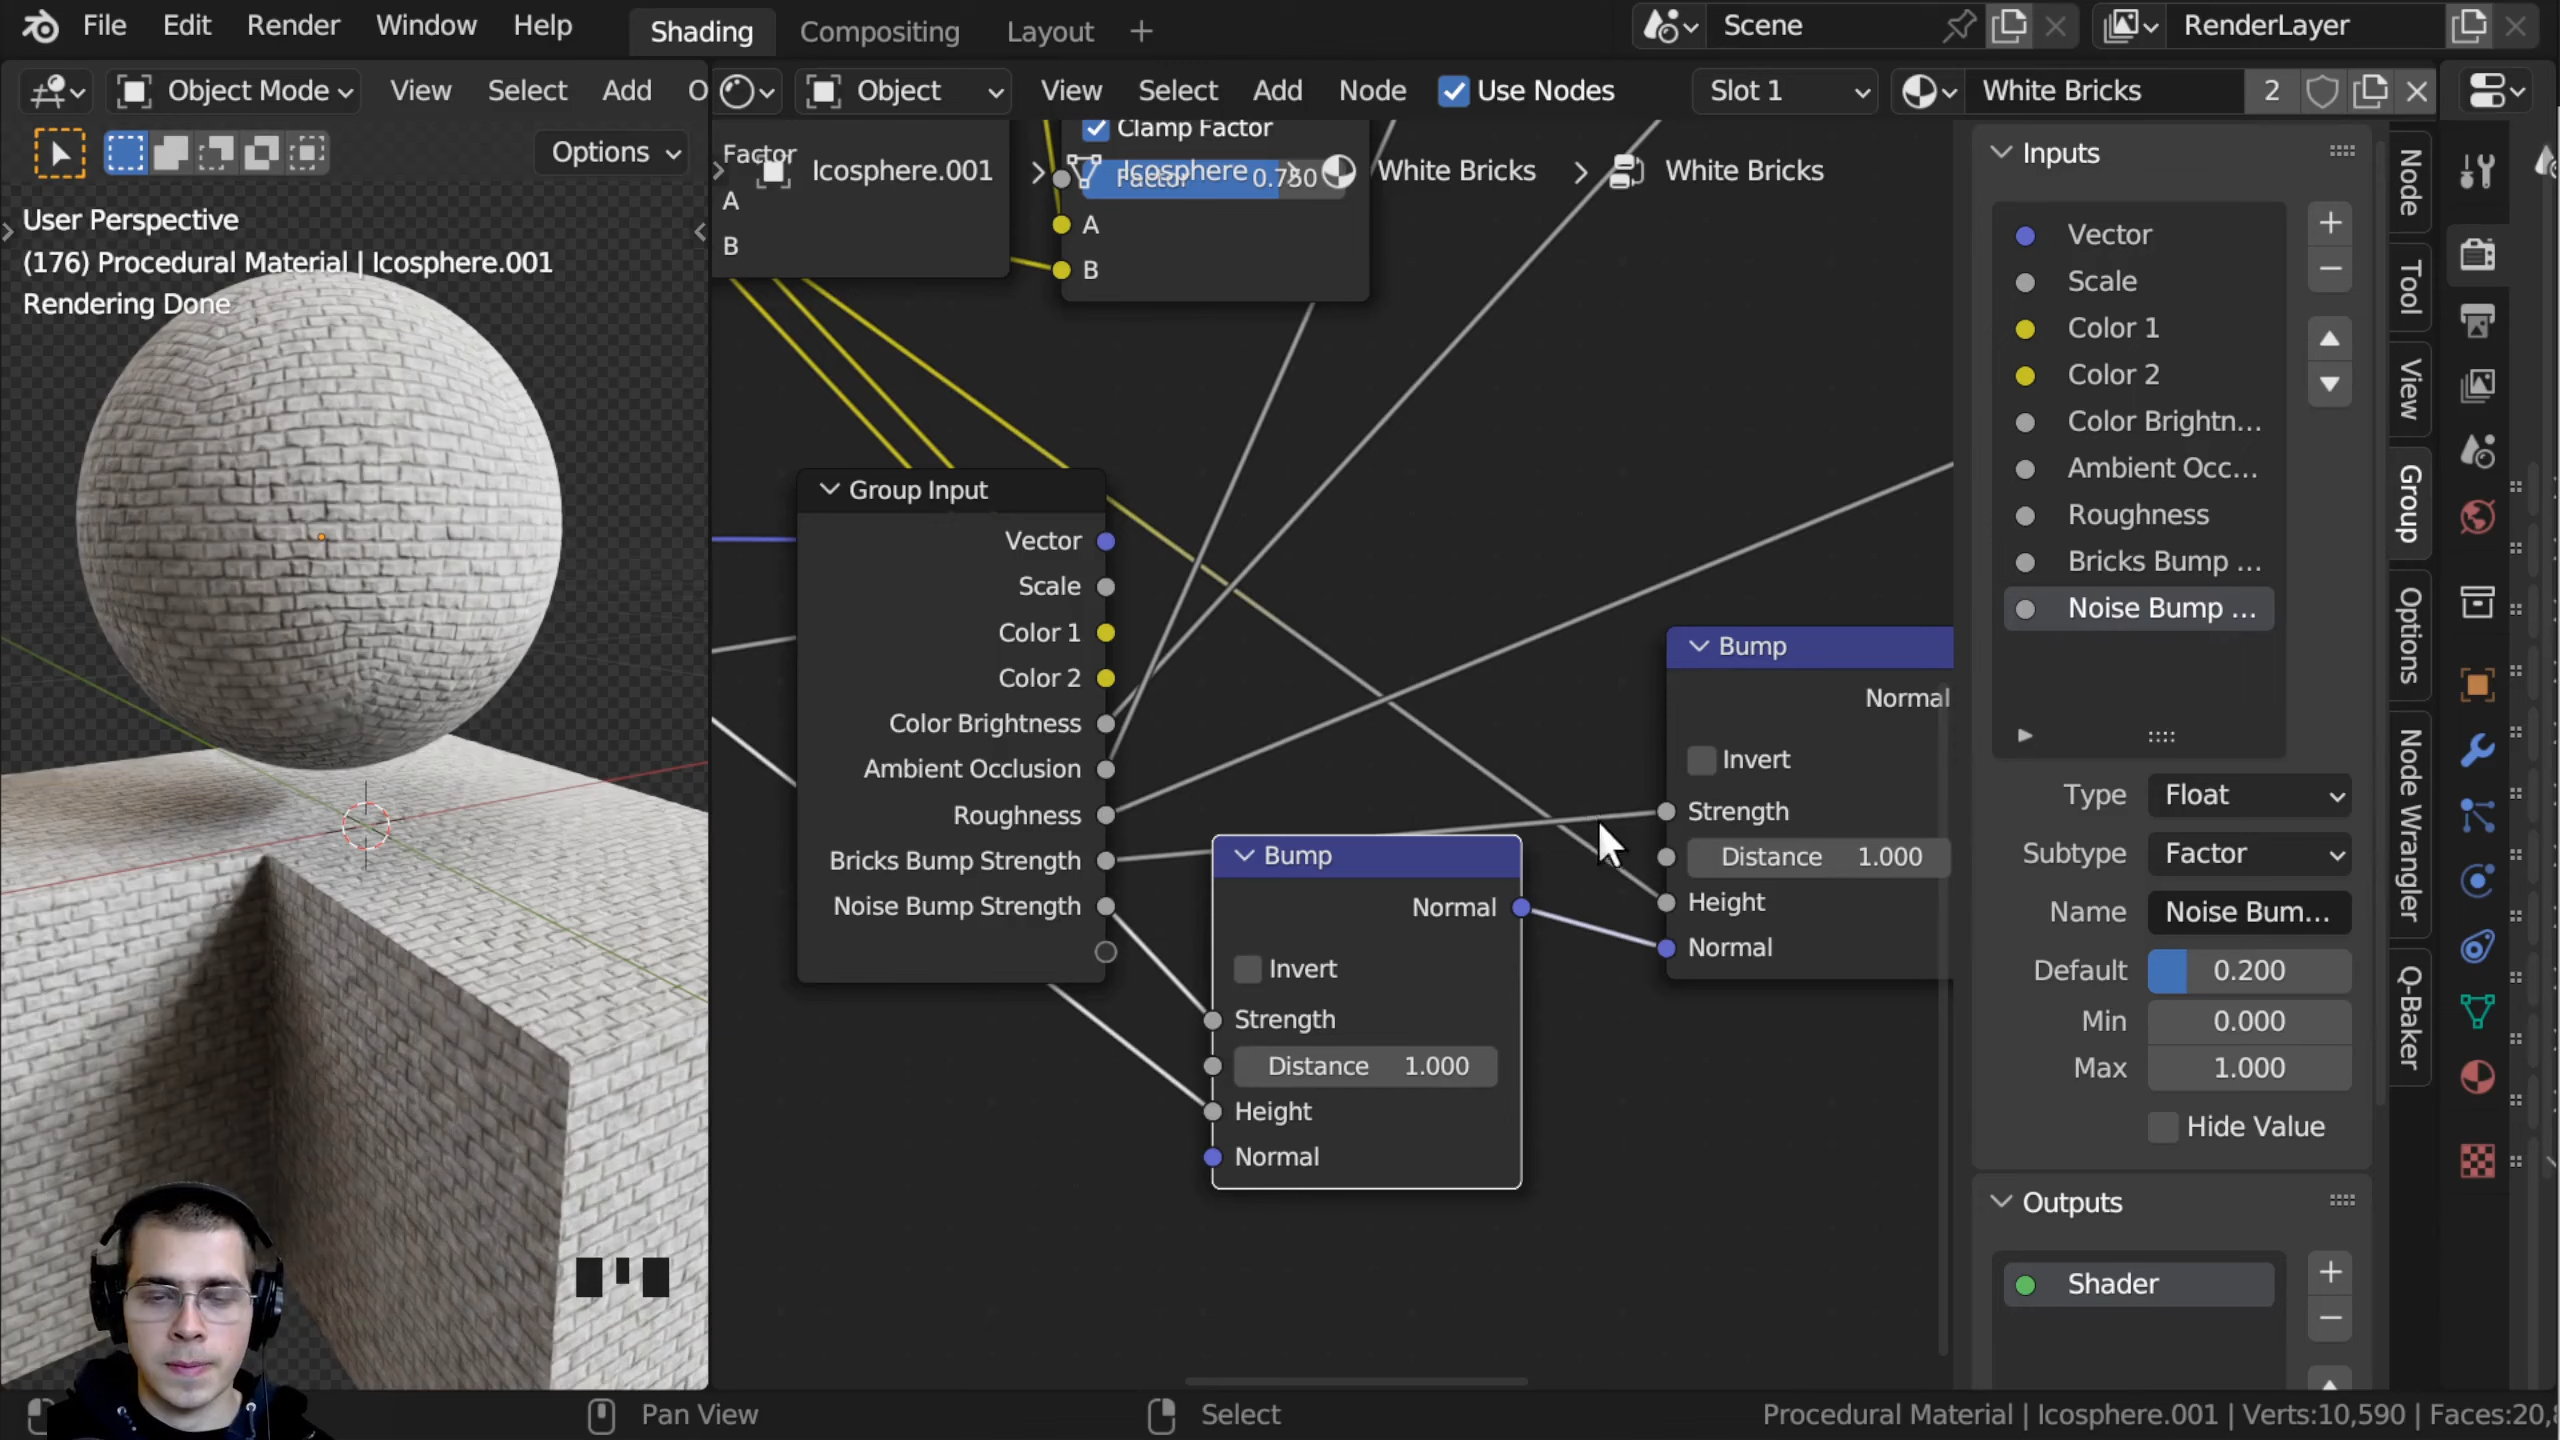 File Edit Render Window Help Shading Compositing Layout + Scene RenderLayer
Object Mode View Select Add O Object View Select Add Node Use Nodes Slot 1 White Bricks 2
Options
Icosphere.001 > Icosphere > White Bricks > White Bricks
User Perspective
(176) Procedural Material | Icosphere.001
Rendering Done
Factor
A
B
Clamp Factor
Factor 0.750
A
B
Group Input
Vector
Scale
Color 1
Color 2
Color Brightness
Ambient Occlusion
Roughness
Bricks Bump Strength
Noise Bump Strength
Bump
Normal
Invert
Strength
Distance 1.000
Height
Normal
Bump
Normal
Invert
Strength
Distance 1.000
Height
Normal
Inputs
Vector
Scale
Color 1
Color 2
Color Brightn...
Ambient Occ...
Roughness
Bricks Bump ...
Noise Bump ...
Type Float
Subtype Factor
Name Noise Bum...
Default 0.200
Min 0.000
Max 1.000
Hide Value
Outputs
Shader
Node
Tool
View
Group
Options
Node Wrangler
Q-Baker
Pan View Select Procedural Material | Icosphere.001 | Verts:10,590 | Faces:20,8